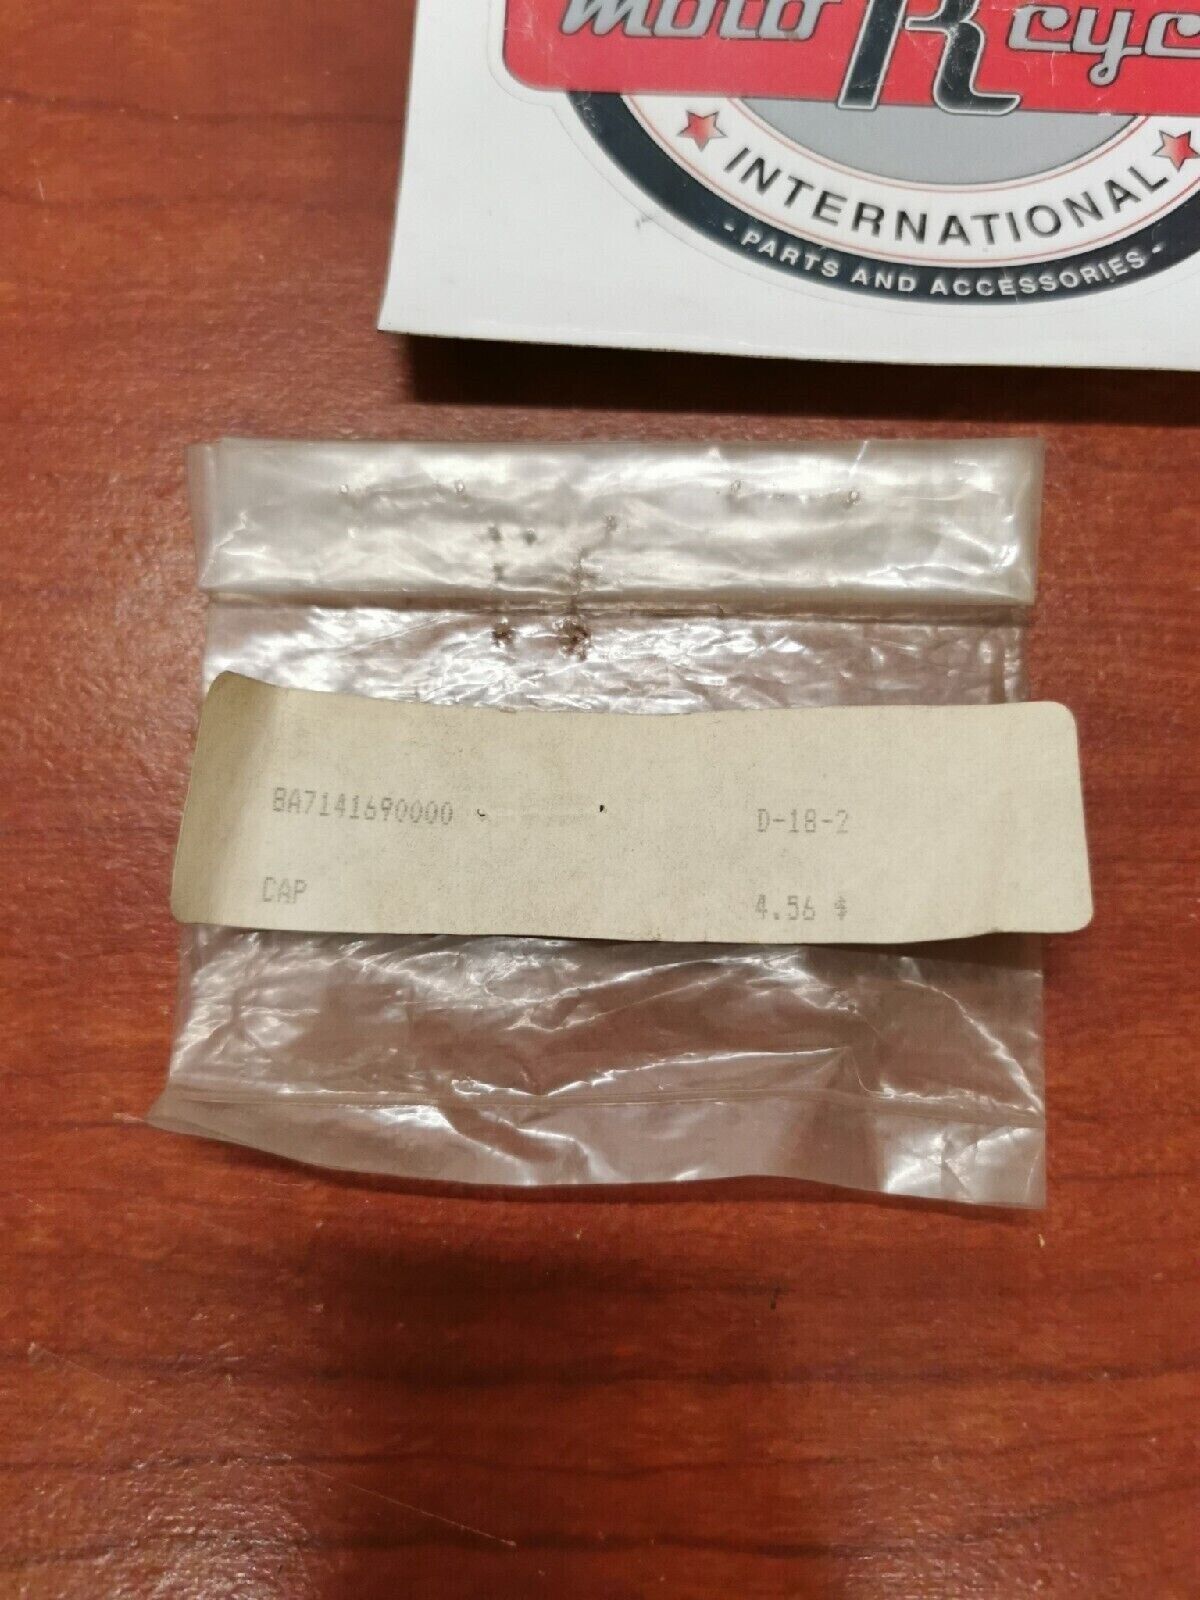 moto R cyc
INTERNATIONAL
- PARTS AND ACCESSORIES -
BA7141690000 D-18-2
CAP 4.56 $